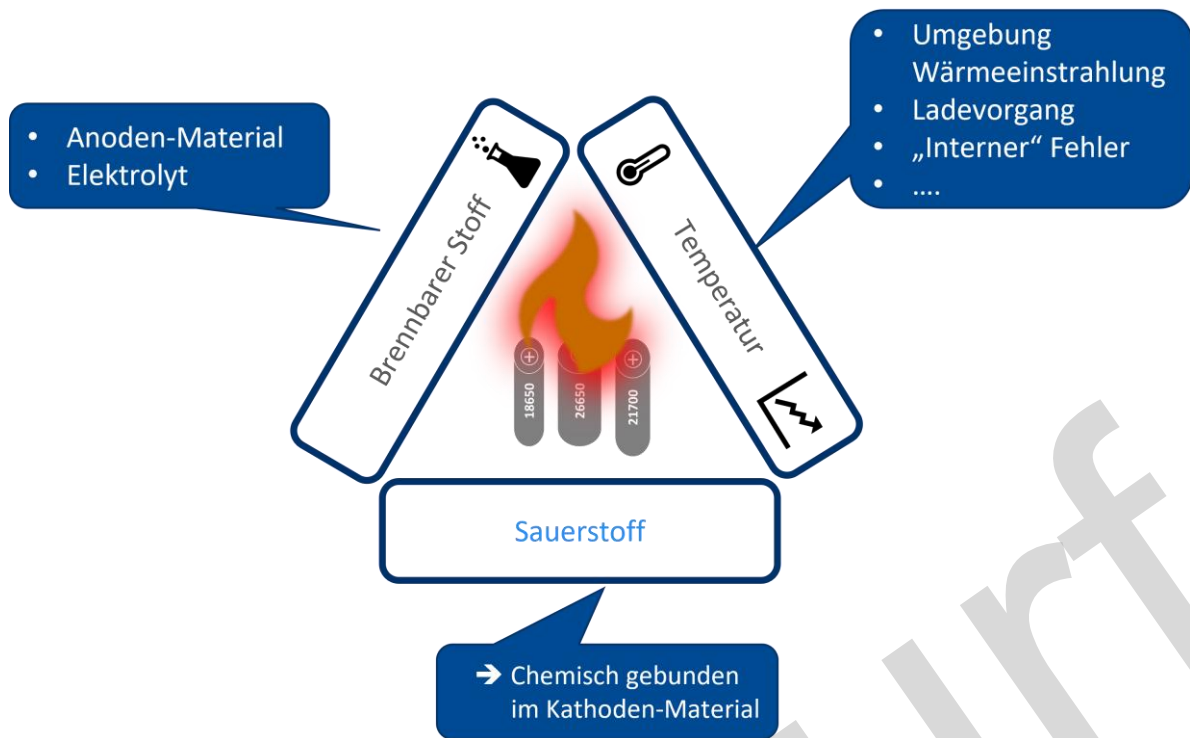 • Umgebung
Wärmeeinstrahlung
• Ladevorgang
• „Interner“ Fehler
• ....
• Anoden-Material
• Elektrolyt
Brennbarer Stoff
Temperatur
18650
26650
21700
Sauerstoff
➔ Chemisch gebunden
im Kathoden-Material
urf